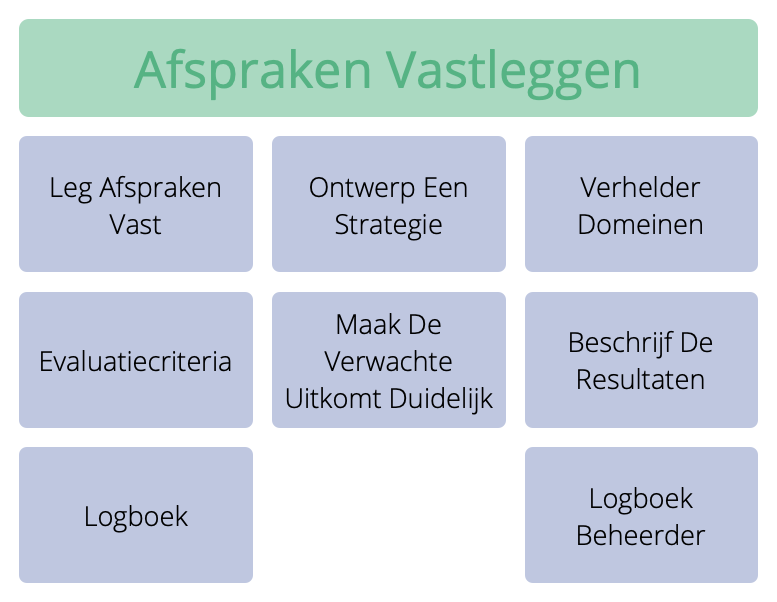 Afspraken Vastleggen
Leg Afspraken
Vast
Ontwerp Een
Strategie
Verhelder
Domeinen
Evaluatiecriteria
Maak De
Verwachte
Uitkomt Duidelijk
Beschrijf De
Resultaten
Logboek
Logboek
Beheerder